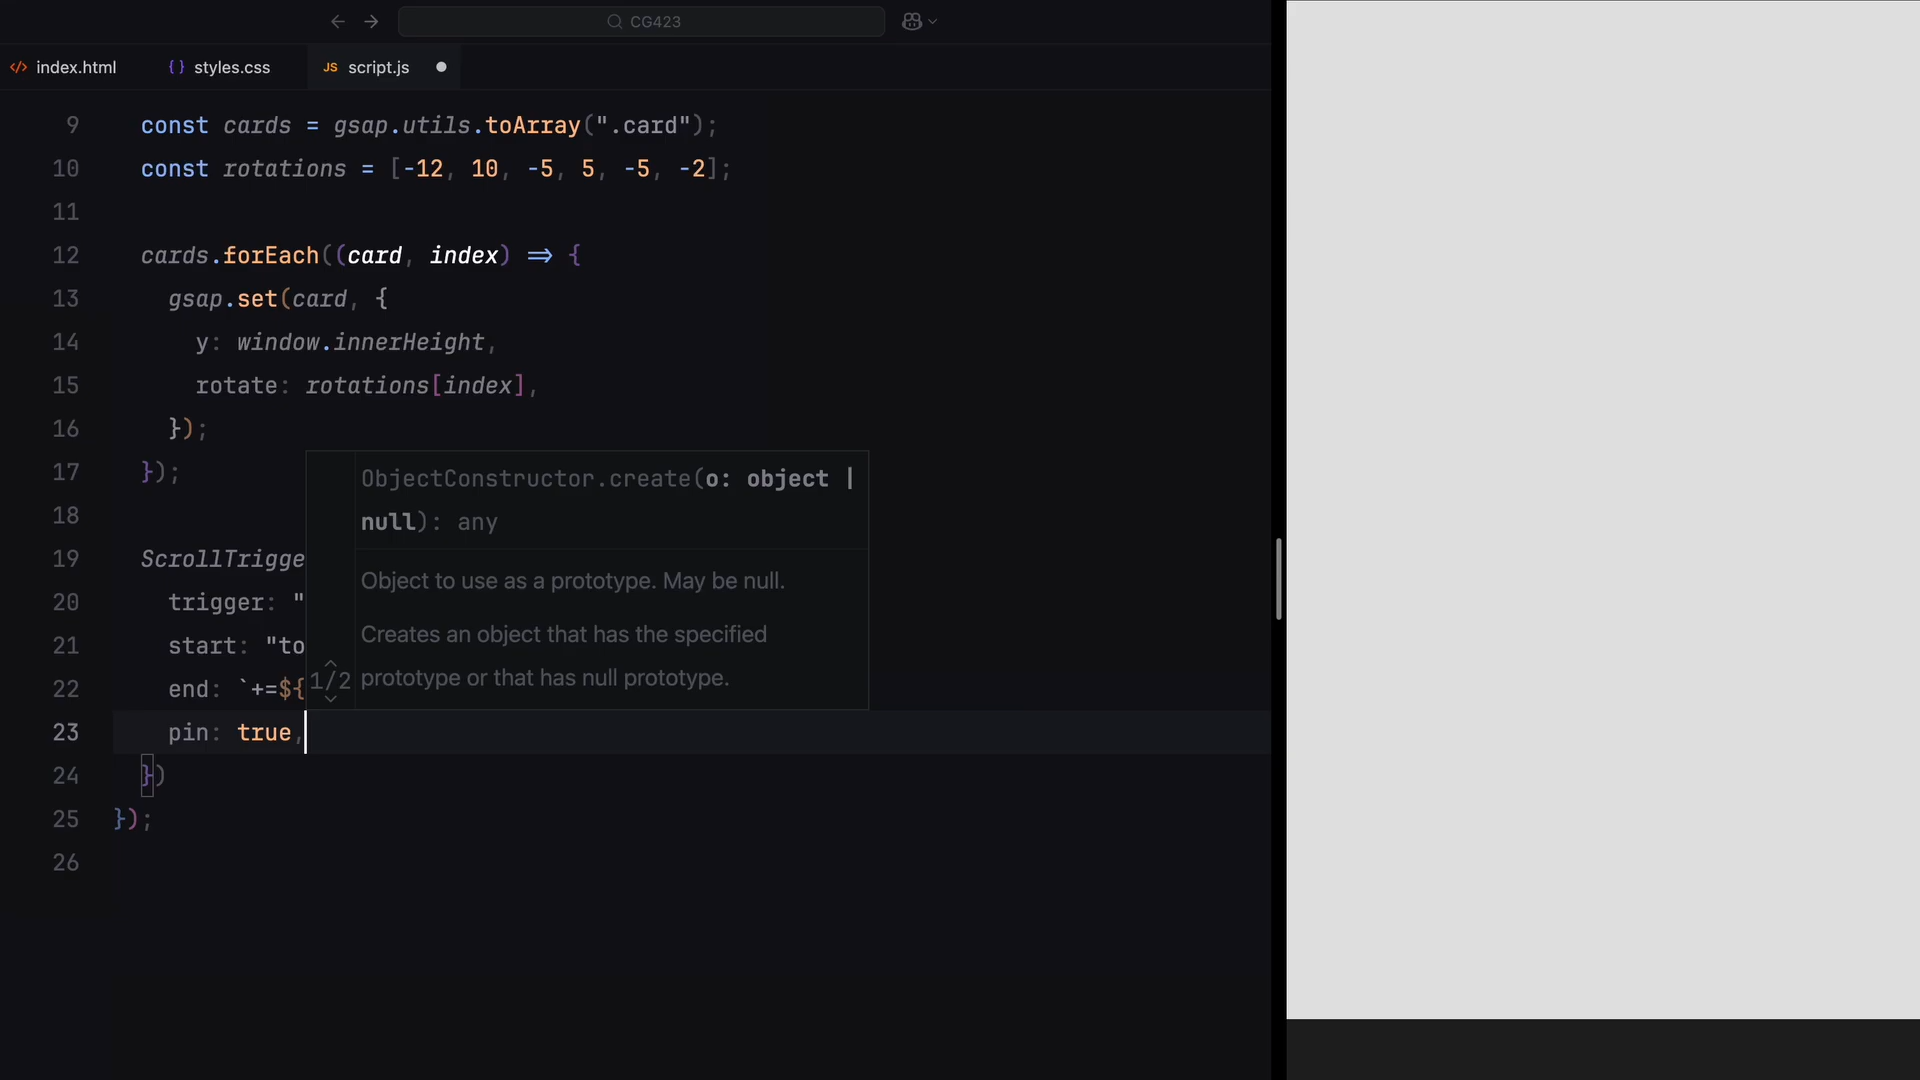 CG423
index.html
styles.css
JS script.js
9 const cards = gsap.utils.toArray(".card");
10 const rotations = [-12, 10, -5, 5, -5, -2];
11
12 cards.forEach((card, index) => {
13 gsap.set(card, {
14 y: window.innerHeight,
15 rotate: rotations[index],
16 });
17 });
18
19 ScrollTrigge
20 trigger: "
21 start: "to
22 end: `+=${
23 pin: true,
24 })
25 });
26
ObjectConstructor.create(o: object |
null): any
Object to use as a prototype. May be null.
Creates an object that has the specified
1/2 prototype or that has null prototype.